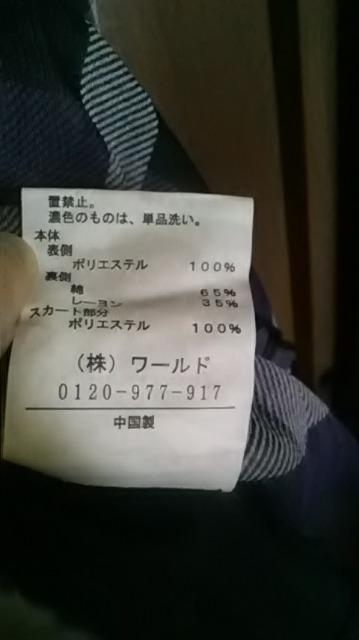 置禁止。
濃色のものは、単品洗い。
本体
表側
ポリエステル 100%
裏側
綿 65%
レーヨン 35%
スカート部分
ポリエステル 100%
(株)ワールド
0120-977-917
中国製